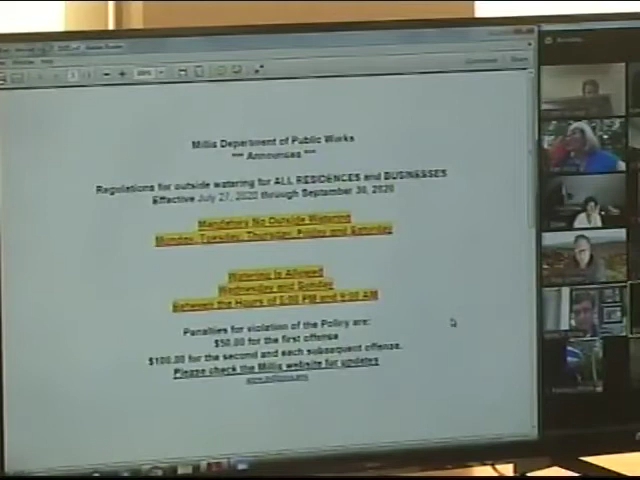 Millis Department of Public Works
*** Announces ***
Regulations for outside watering for ALL RESIDENCES and BUSINESSES
Effective July 27, 2020 through September 30, 2020
Mandatory No Outside Watering
Monday, Tuesday, Thursday, Friday and Saturday
Watering is Allowed
Wednesday and Sunday
Between the Hours of 5:00 PM and 9:00 AM
Penalties for violation of the Policy are:
$50.00 for the first offense
$100.00 for the second and each subsequent offense.
Please check the Millis website for updates